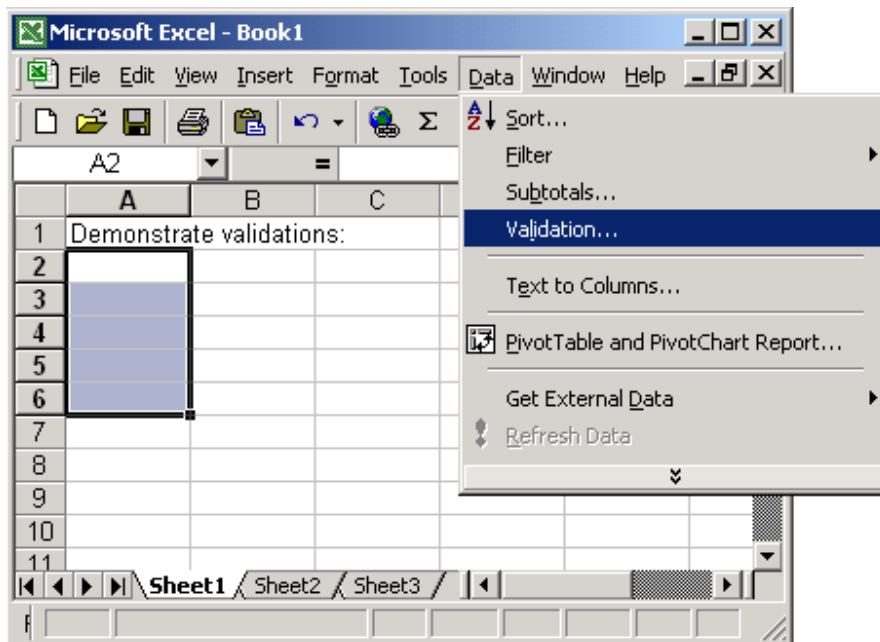 Microsoft Excel - Book1
File Edit View Insert Format Tools Data Window Help
Σ
A2 =
A B C
1 Demonstrate validations:
2
3
4
5
6
7
8
9
10
11
Sheet1 Sheet2 Sheet3
A Z Sort...
Filter
Subtotals...
Validation...
Text to Columns...
PivotTable and PivotChart Report...
Get External Data
Refresh Data